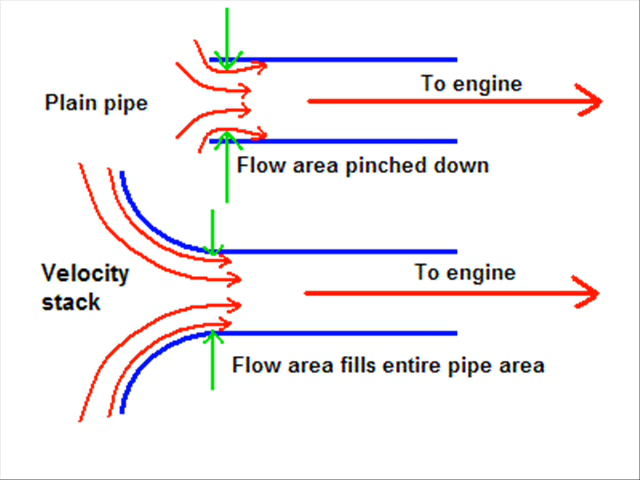 To engine
Plain pipe
Flow area pinched down
Velocity
stack
To engine
Flow area fills entire pipe area